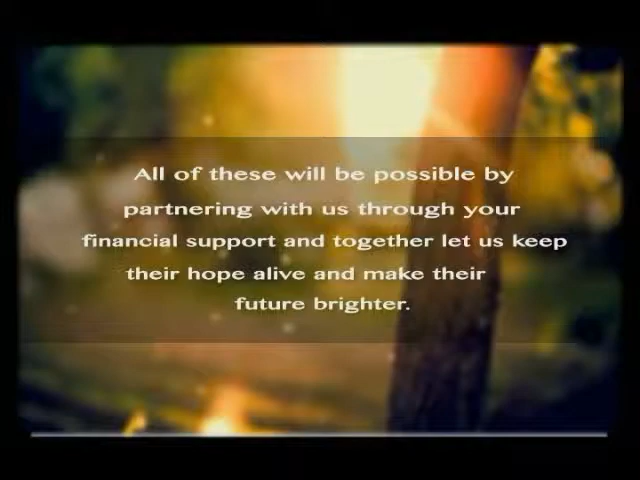 All of these will be possible by
partnering with us through your
financial support and together let us keep
their hope alive and make their
future brighter.